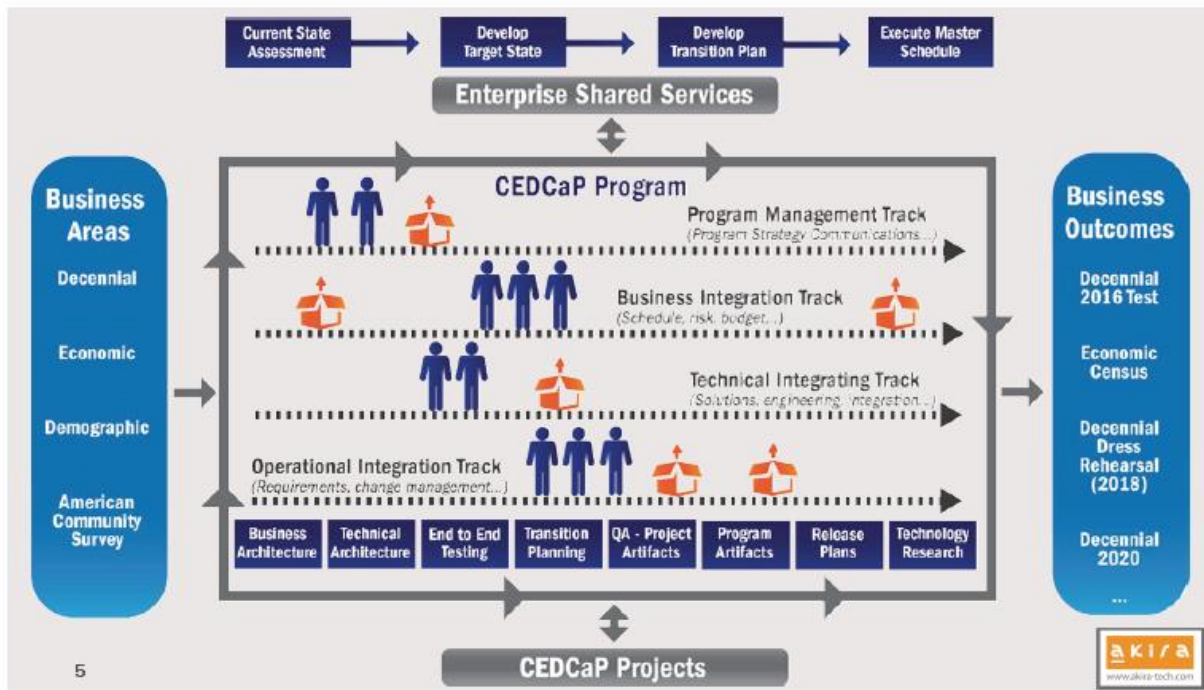 Current State
Assessment
Develop
Target State
Develop
Transition Plan
Execute Master
Schedule
Enterprise Shared Services
Business
Areas
Decennial
Economic
Demographic
American
Community
Survey
CEDCaP Program
Program Management Track
(Program Strategy Communications...)
Business Integration Track
(Schedule, risk, budget...)
Technical Integrating Track
(Solutions, engineering, integration...)
Operational Integration Track
(Requirements, change management...)
Business
Architecture
Technical
Architecture
End to End
Testing
Transition
Planning
QA - Project
Artifacts
Program
Artifacts
Release
Plans
Technology
Research
Business
Outcomes
Decennial
2016 Test
Economic
Census
Decennial
Dress
Rehearsal
(2018)
Decennial
2020
...
CEDCaP Projects
5
akira
www.akira-tech.com